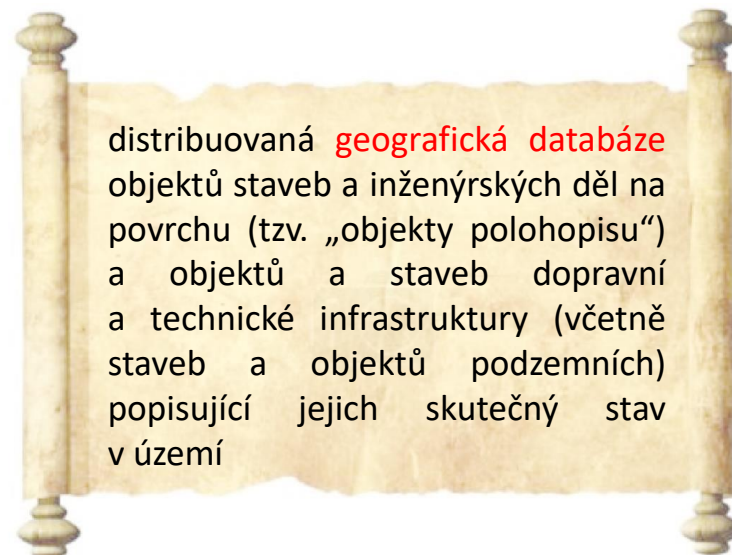 distribuovaná geografická databáze
objektů staveb a inženýrských děl na
povrchu (tzv. „objekty polohopisu“)
a objektů a staveb dopravní
a technické infrastruktury (včetně
staveb a objektů podzemních)
popisující jejich skutečný stav
v území